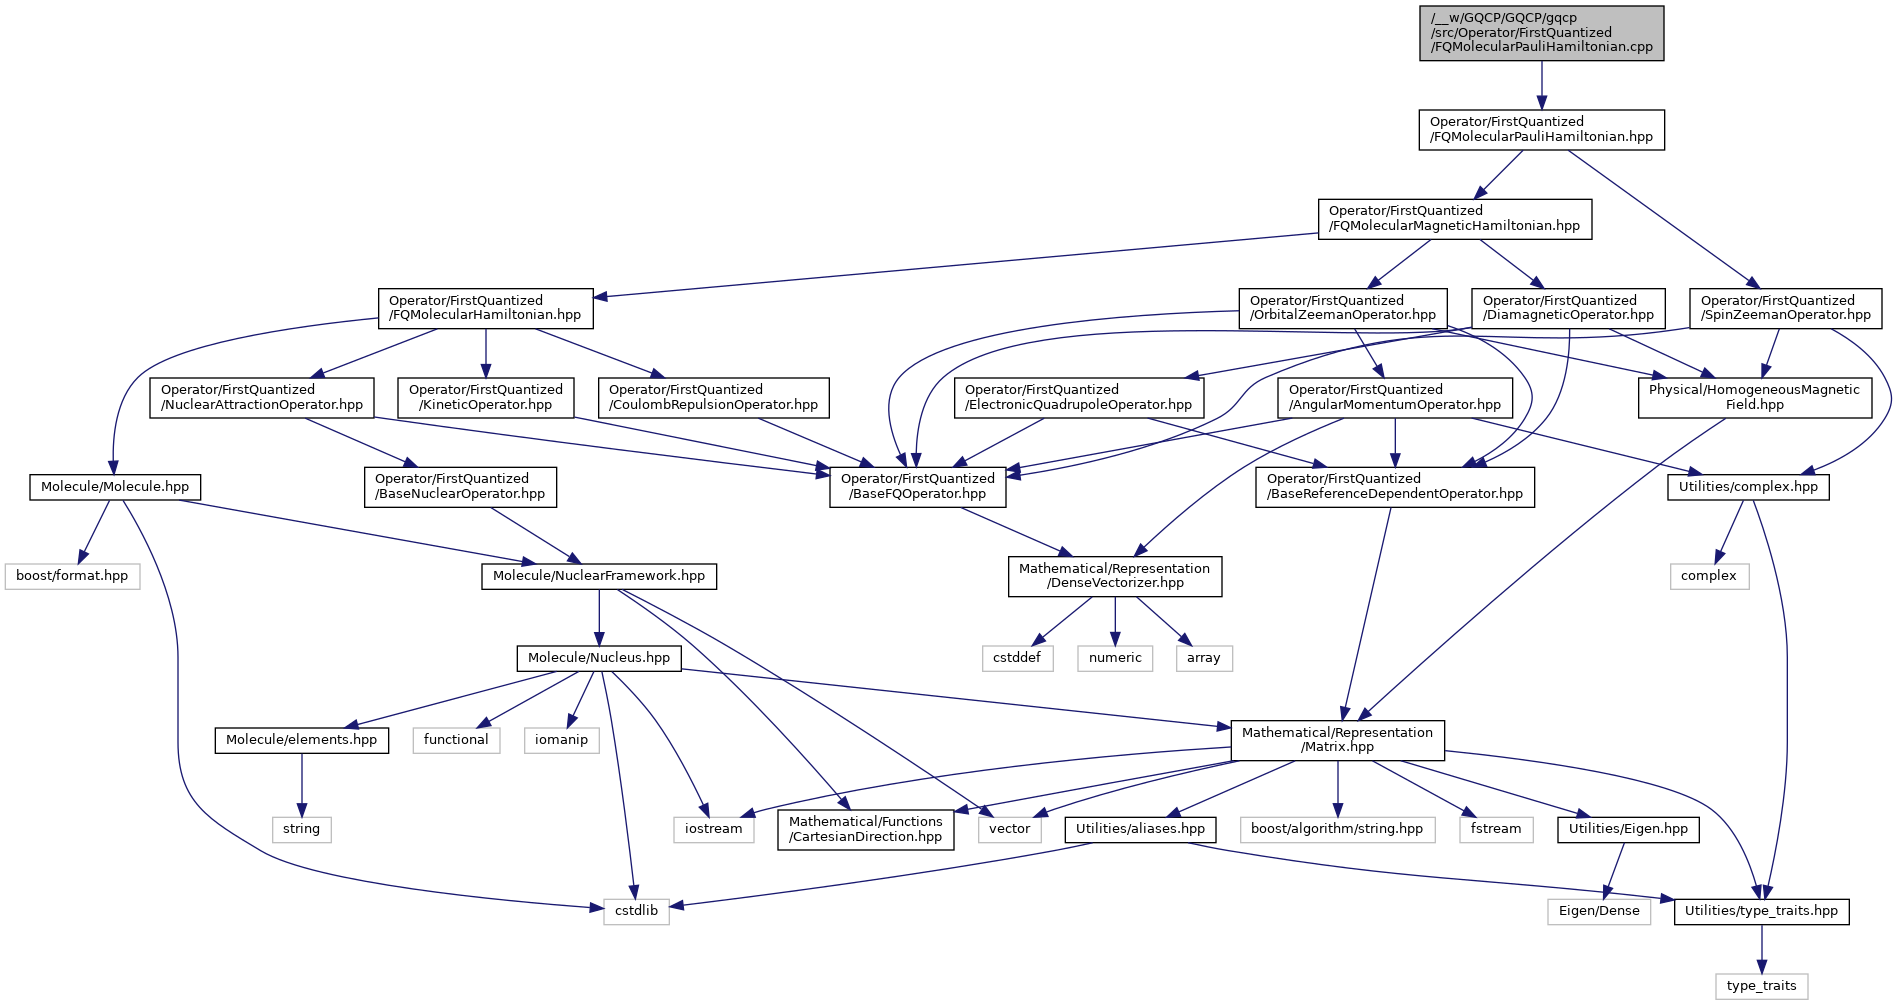 /__w/GQCP/GQCP/gqcp
/src/Operator/FirstQuantized
/FQMolecularPauliHamiltonian.cpp
Operator/FirstQuantized
/FQMolecularPauliHamiltonian.hpp
Operator/FirstQuantized
/FQMolecularMagneticHamiltonian.hpp
Operator/FirstQuantized
/FQMolecularHamiltonian.hpp
Operator/FirstQuantized
/OrbitalZeemanOperator.hpp
Operator/FirstQuantized
/DiamagneticOperator.hpp
Operator/FirstQuantized
/SpinZeemanOperator.hpp
Operator/FirstQuantized
/NuclearAttractionOperator.hpp
Operator/FirstQuantized
/KineticOperator.hpp
Operator/FirstQuantized
/CoulombRepulsionOperator.hpp
Operator/FirstQuantized
/ElectronicQuadrupoleOperator.hpp
Operator/FirstQuantized
/AngularMomentumOperator.hpp
Physical/HomogeneousMagnetic
Field.hpp
Molecule/Molecule.hpp
Operator/FirstQuantized
/BaseNuclearOperator.hpp
Operator/FirstQuantized
/BaseFQOperator.hpp
Operator/FirstQuantized
/BaseReferenceDependentOperator.hpp
Utilities/complex.hpp
boost/format.hpp
Molecule/NuclearFramework.hpp
Mathematical/Representation
/DenseVectorizer.hpp
complex
Molecule/Nucleus.hpp
cstddef
numeric
array
Molecule/elements.hpp
functional
iomanip
Mathematical/Representation
/Matrix.hpp
string
iostream
Mathematical/Functions
/CartesianDirection.hpp
vector
Utilities/aliases.hpp
boost/algorithm/string.hpp
fstream
Utilities/Eigen.hpp
cstdlib
Eigen/Dense
Utilities/type_traits.hpp
type_traits